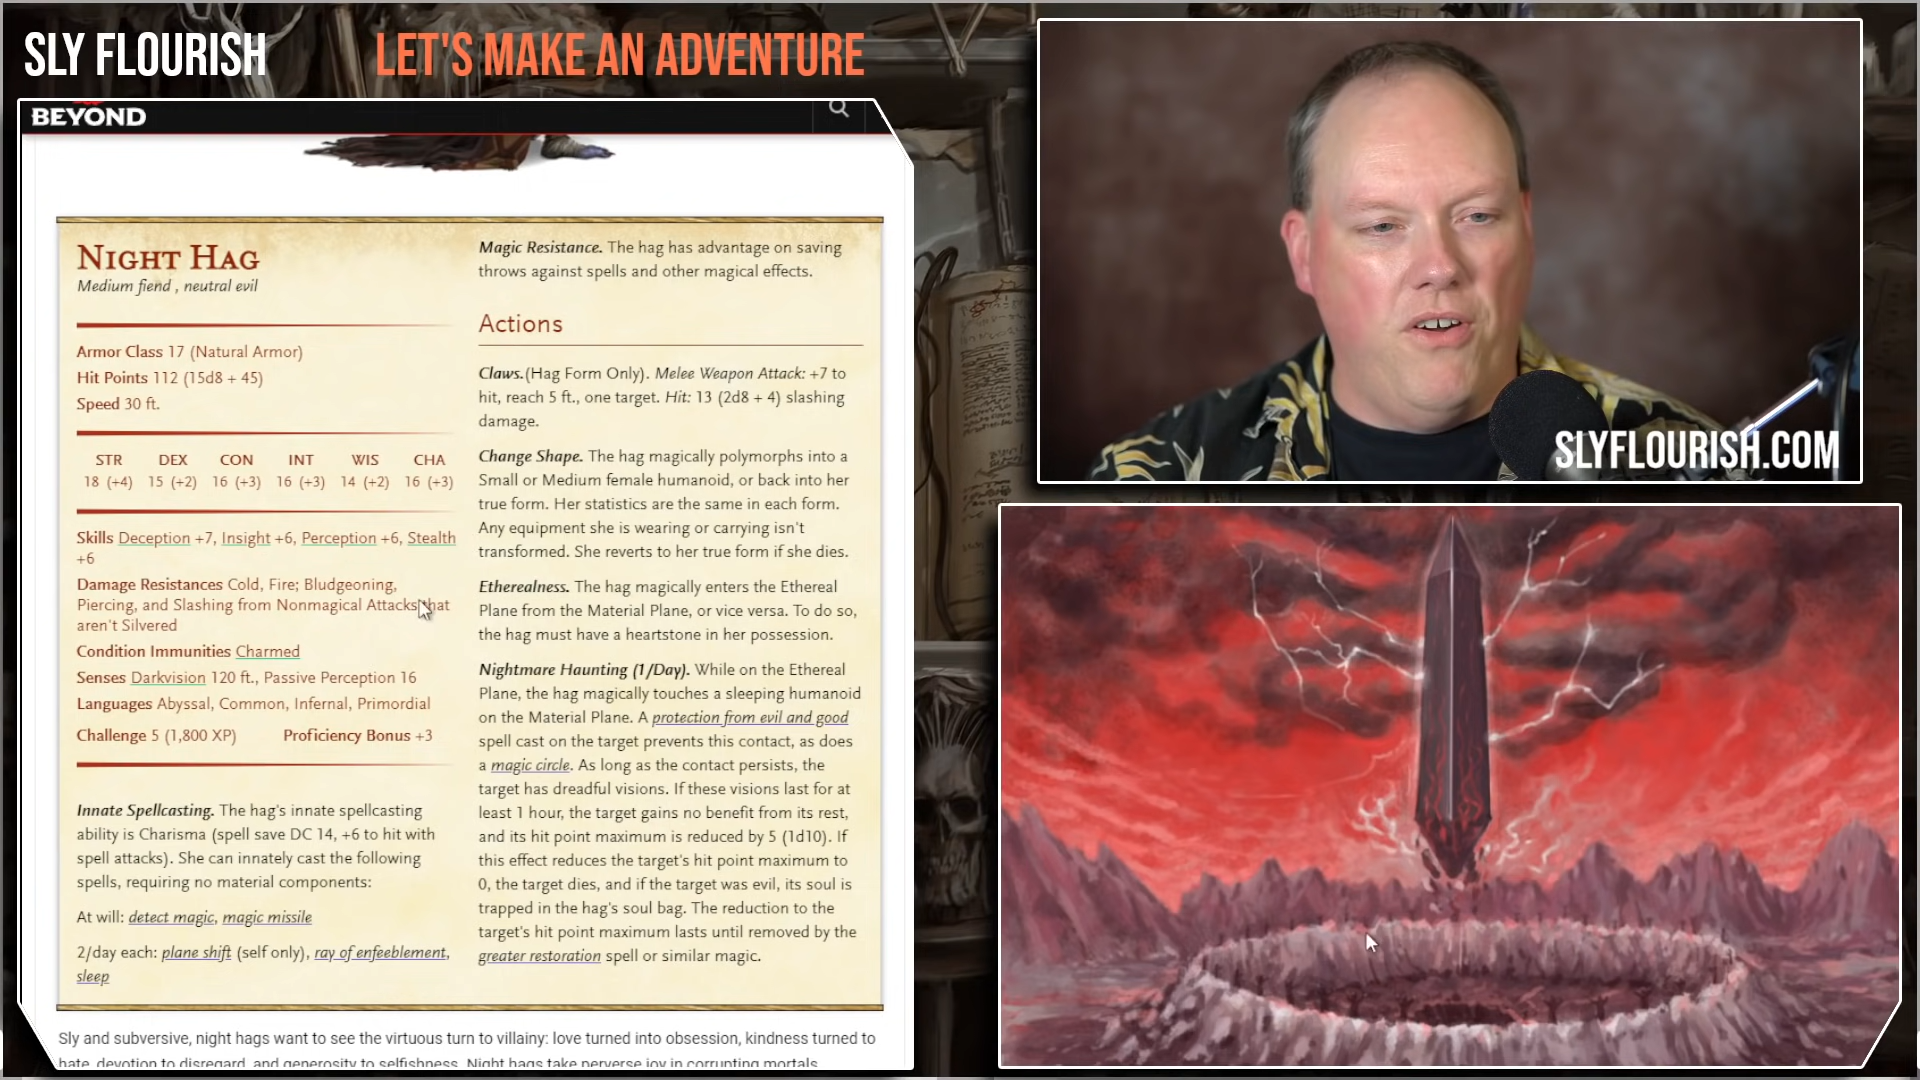 SLY FLOURISH
LET'S MAKE AN ADVENTURE
BEYOND
NIGHT HAG
Medium fiend , neutral evil
Armor Class 17 (Natural Armor)
Hit Points 112 (15d8 + 45)
Speed 30 ft.
STR DEX CON INT WIS CHA
18 (+4) 15 (+2) 16 (+3) 16 (+3) 14 (+2) 16 (+3)
Skills Deception +7, Insight +6, Perception +6, Stealth
+6
Damage Resistances Cold, Fire; Bludgeoning,
Piercing, and Slashing from Nonmagical Attacks that
aren't Silvered
Condition Immunities Charmed
Senses Darkvision 120 ft., Passive Perception 16
Languages Abyssal, Common, Infernal, Primordial
Challenge 5 (1,800 XP) Proficiency Bonus +3
Innate Spellcasting. The hag's innate spellcasting
ability is Charisma (spell save DC 14, +6 to hit with
spell attacks). She can innately cast the following
spells, requiring no material components:
At will: detect magic, magic missile
2/day each: plane shift (self only), ray of enfeeblement,
sleep
Magic Resistance. The hag has advantage on saving
throws against spells and other magical effects.
Actions
Claws.(Hag Form Only). Melee Weapon Attack: +7 to
hit, reach 5 ft., one target. Hit: 13 (2d8 + 4) slashing
damage.
Change Shape. The hag magically polymorphs into a
Small or Medium female humanoid, or back into her
true form. Her statistics are the same in each form.
Any equipment she is wearing or carrying isn't
transformed. She reverts to her true form if she dies.
Etherealness. The hag magically enters the Ethereal
Plane from the Material Plane, or vice versa. To do so,
the hag must have a heartstone in her possession.
Nightmare Haunting (1/Day). While on the Ethereal
Plane, the hag magically touches a sleeping humanoid
on the Material Plane. A protection from evil and good
spell cast on the target prevents this contact, as does
a magic circle. As long as the contact persists, the
target has dreadful visions. If these visions last for at
least 1 hour, the target gains no benefit from its rest,
and its hit point maximum is reduced by 5 (1d10). If
this effect reduces the target's hit point maximum to
0, the target dies, and if the target was evil, its soul is
trapped in the hag's soul bag. The reduction to the
target's hit point maximum lasts until removed by the
greater restoration spell or similar magic.
Sly and subversive, night hags want to see the virtuous turn to villainy: love turned into obsession, kindness turned to
hate, devotion to disregard, and generosity to selfishness. Night hags take perverse joy in corrupting mortals.
SLYFLOURISH.COM